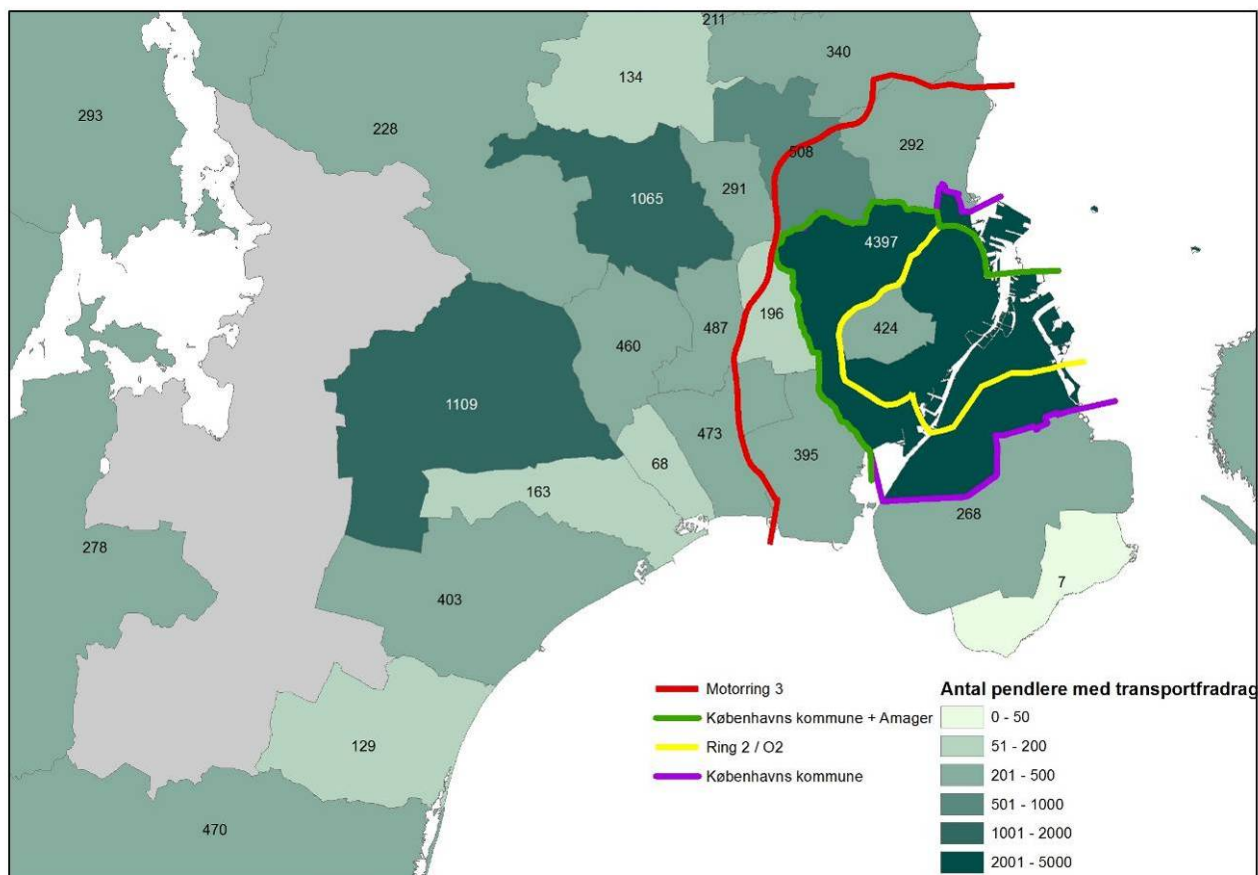 211
340
134
293
228
508
292
291
1065
4397
196
424
487
460
1109
473
68
395
163
268
278
7
403
129
470
Motorring 3
Københavns kommune + Amager
Ring 2 / O2
Københavns kommune
Antal pendlere med transportfradrag
0 - 50
51 - 200
201 - 500
501 - 1000
1001 - 2000
2001 - 5000